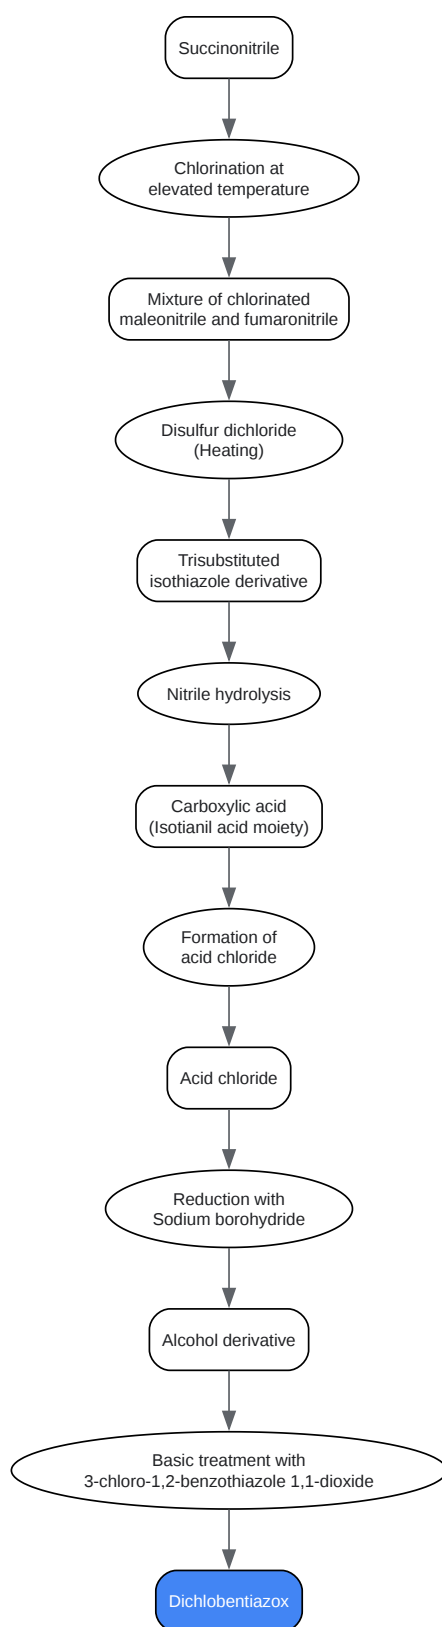 Succinonitrile
Chlorination at
elevated temperature
Mixture of chlorinated
maleonitrile and fumaronitrile
Disulfur dichloride
(Heating)
Trisubstituted
isothiazole derivative
Nitrile hydrolysis
Carboxylic acid
(Isotianil acid moiety)
Formation of
acid chloride
Acid chloride
Reduction with
Sodium borohydride
Alcohol derivative
Basic treatment with
3-chloro-1,2-benzothiazole 1,1-dioxide
Dichlobentiazox